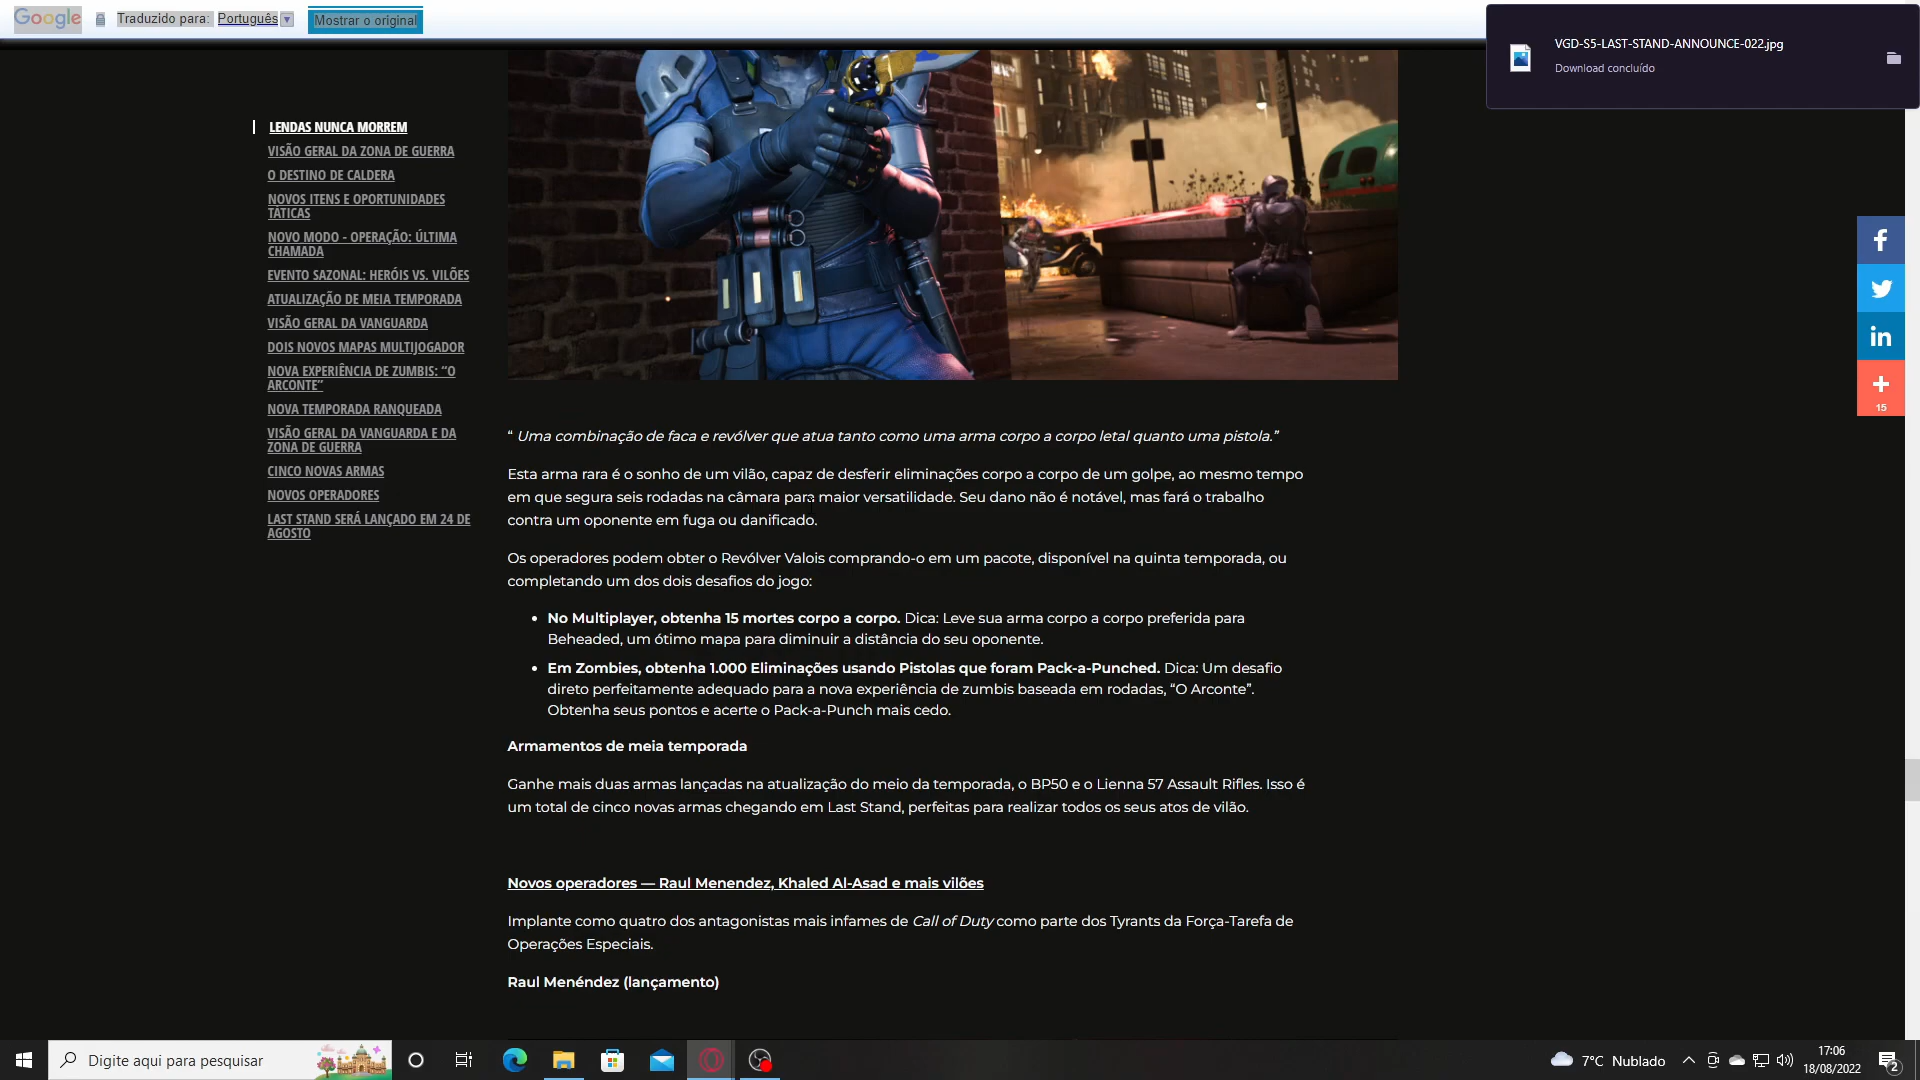 Google
Traduzido para: Português
Mostrar o original
VGD-S5-LAST-STAND-ANNOUNCE-022.jpg
Download concluído
LENDAS NUNCA MORREM
VISÃO GERAL DA ZONA DE GUERRA
O DESTINO DE CALDERA
NOVOS ITENS E OPORTUNIDADES
TÁTICAS
NOVO MODO - OPERAÇÃO: ÚLTIMA
CHAMADA
EVENTO SAZONAL: HERÓIS VS. VILÕES
ATUALIZAÇÃO DE MEIA TEMPORADA
VISÃO GERAL DA VANGUARDA
DOIS NOVOS MAPAS MULTIJOGADOR
NOVA EXPERIÊNCIA DE ZUMBIS: “O
ARCONTE”
NOVA TEMPORADA RANQUEADA
VISÃO GERAL DA VANGUARDA E DA
ZONA DE GUERRA
CINCO NOVAS ARMAS
NOVOS OPERADORES
LAST STAND SERÁ LANÇADO EM 24 DE
AGOSTO
15
“ Uma combinação de faca e revólver que atua tanto como uma arma corpo a corpo letal quanto uma pistola.”
Esta arma rara é o sonho de um vilão, capaz de desferir eliminações corpo a corpo de um golpe, ao mesmo tempo
em que segura seis rodadas na câmara para maior versatilidade. Seu dano não é notável, mas fará o trabalho
contra um oponente em fuga ou danificado.
Os operadores podem obter o Revólver Valois comprando-o em um pacote, disponível na quinta temporada, ou
completando um dos dois desafios do jogo:
• No Multiplayer, obtenha 15 mortes corpo a corpo. Dica: Leve sua arma corpo a corpo preferida para
Beheaded, um ótimo mapa para diminuir a distância do seu oponente.
• Em Zombies, obtenha 1.000 Eliminações usando Pistolas que foram Pack-a-Punched. Dica: Um desafio
direto perfeitamente adequado para a nova experiência de zumbis baseada em rodadas, “O Arconte”.
Obtenha seus pontos e acerte o Pack-a-Punch mais cedo.
Armamentos de meia temporada
Ganhe mais duas armas lançadas na atualização do meio da temporada, o BP50 e o Lienna 57 Assault Rifles. Isso é
um total de cinco novas armas chegando em Last Stand, perfeitas para realizar todos os seus atos de vilão.
Novos operadores — Raul Menendez, Khaled Al-Asad e mais vilões
Implante como quatro dos antagonistas mais infames de Call of Duty como parte dos Tyrants da Força-Tarefa de
Operações Especiais.
Raul Menéndez (lançamento)
Digite aqui para pesquisar
7°C Nublado
17:06
18/08/2022
2